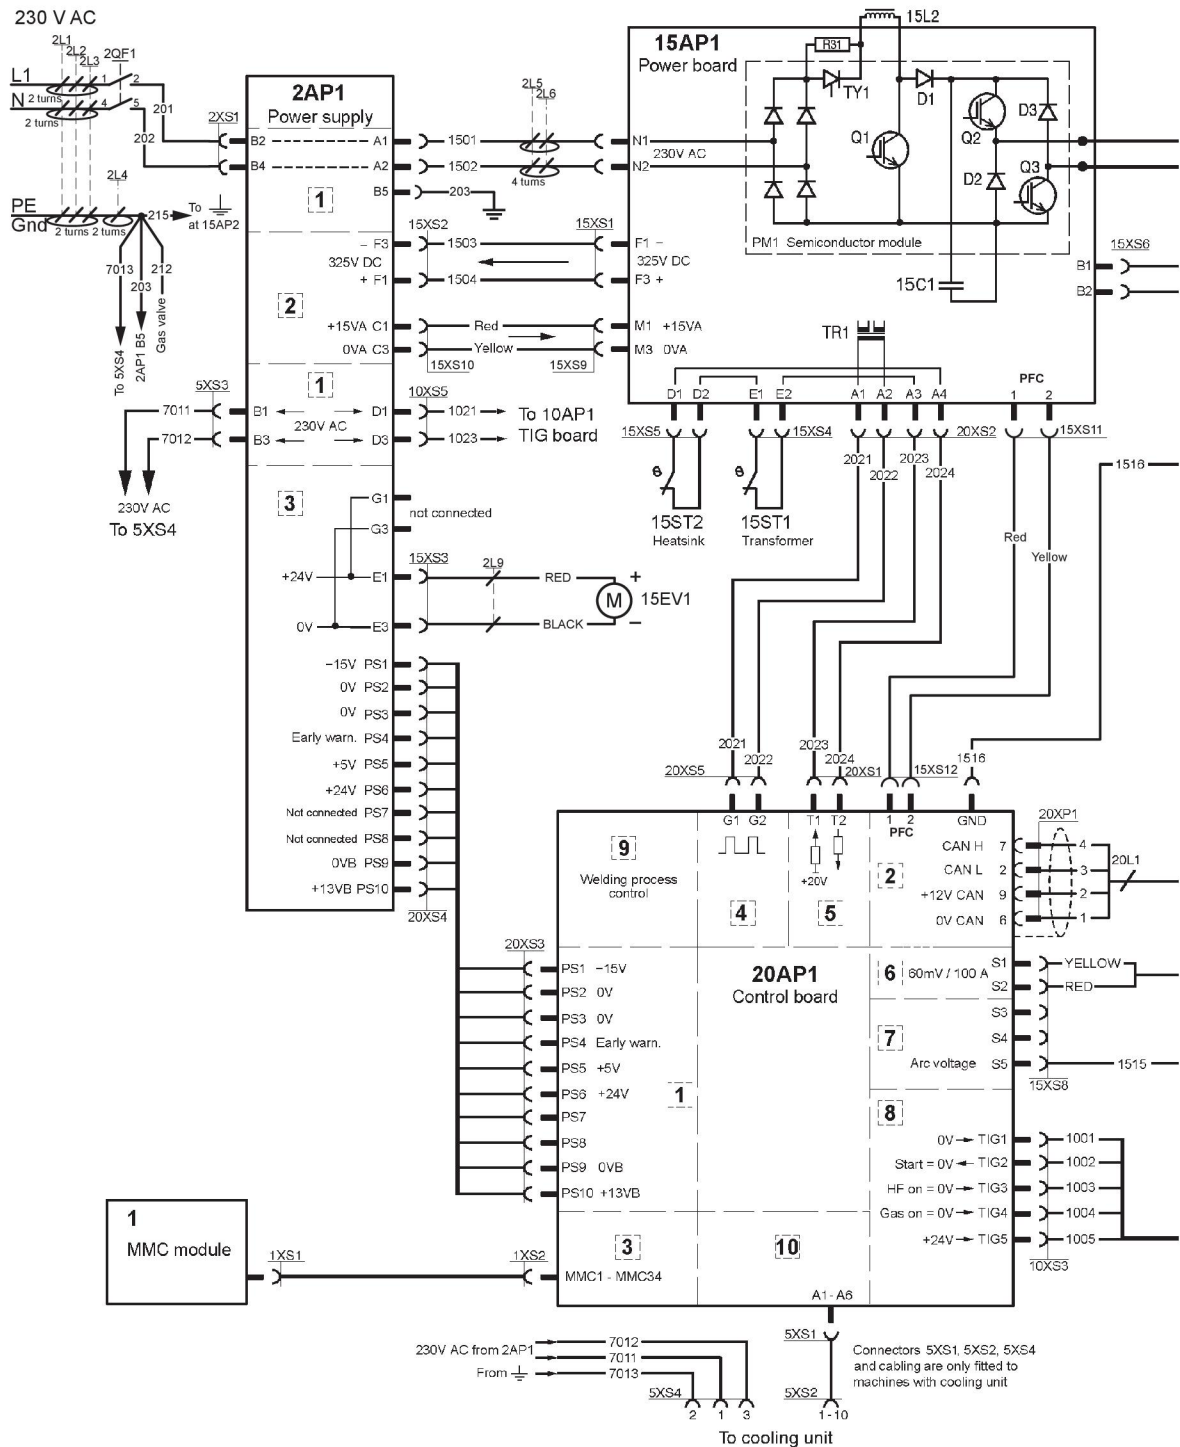 230 V AC
2L1
2L2
2L3
2QF1
L1
1
2
N
2 turns
4
5
201
2 turns
202
2XS1
2L4
PE
Gnd
2 turns
2 turns
215
To
at 15AP2
7013
203
212
Gas valve
2AP1 B5
To 5XS4
2AP1
Power supply
B2
A1
B4
A2
B5
1
1501
1502
203
2L5
2L6
4 turns
15XS2
15XS1
– F3
325V DC
+ F1
1503
1504
2
+15VA C1
0VA C3
Red
Yellow
15XS10
15XS9
1
5XS3
10XS5
7011
B1
D1
1021
To 10AP1
TIG board
230V AC
7012
B3
D3
1023
230V AC
To 5XS4
3
G1
not connected
G3
15XS3
2L9
+24V
E1
RED
+
M
15EV1
0V
E3
BLACK
–
–15V PS1
0V PS2
0V PS3
Early warn. PS4
+5V PS5
+24V PS6
Not connected PS7
Not connected PS8
0VB PS9
+13VB PS10
20XS4
15L2
15AP1
Power board
R31
TY1
D1
Q1
Q2
D3
D2
Q3
N1
230V AC
N2
PM1 Semiconductor module
F1 –
325V DC
F3 +
15C1
15XS6
B1
B2
M1 +15VA
M3 0VA
TR1
D1
D2
E1
E2
A1
A2
A3
A4
PFC
1
2
15XS5
15XS4
20XS2
15XS11
2021
2022
2023
2024
1516
θ
θ
15ST2
Heatsink
15ST1
Transformer
Red
Yellow
2021
2022
2023
2024
1516
20XS5
20XS1
15XS12
G1
G2
T1
T2
1
2
PFC
GND
20XP1
9
Welding process
control
4
+20V
5
2
CAN H 7
4
CAN L 2
3
+12V CAN 9
2
0V CAN 6
1
20L1
20XS3
20AP1
Control board
6
60mV / 100 A
S1
YELLOW
S2
RED
S3
7
S4
Arc voltage
S5
1515
15XS8
PS1 –15V
PS2 0V
PS3 0V
PS4 Early warn.
PS5 +5V
PS6 +24V
PS7
PS8
PS9 0VB
PS10 +13VB
1
8
0V
TIG1
1001
Start = 0V
TIG2
1002
HF on = 0V
TIG3
1003
Gas on = 0V
TIG4
1004
+24V
TIG5
1005
10XS3
1
MMC module
1XS1
1XS2
3
MMC1 - MMC34
10
A1- A6
5XS1
230V AC from 2AP1
7012
7011
From
7013
5XS4
2
1
3
5XS2
1 - 10
Connectors 5XS1, 5XS2, 5XS4
and cabling are only fitted to
machines with cooling unit
To cooling unit